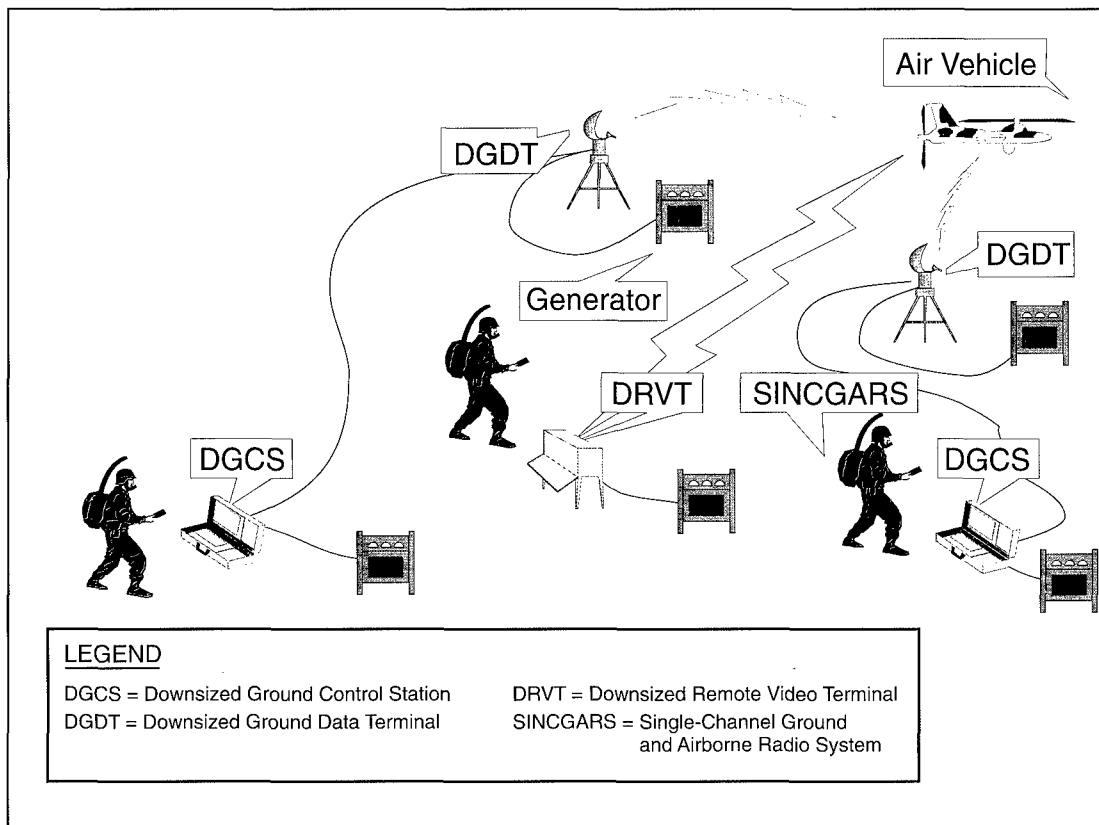 Air Vehicle
DGDT
DGDT
Generator
DRVT
SINCGARS
DGCS
DGCS
LEGEND
DGCS = Downsized Ground Control Station
DGDT = Downsized Ground Data Terminal
DRVT = Downsized Remote Video Terminal
SINCGARS = Single-Channel Ground
and Airborne Radio System